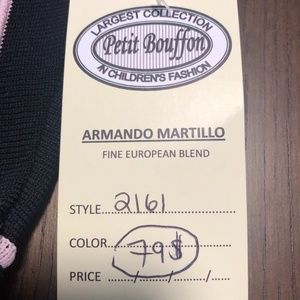 LARGEST COLLECTION
Petit Bouffon
IN CHILDREN'S FASHION
ARMANDO MARTILLO
FINE EUROPEAN BLEND
STYLE....2161..............
COLOR....79$...........
PRICE ....../......../......../......